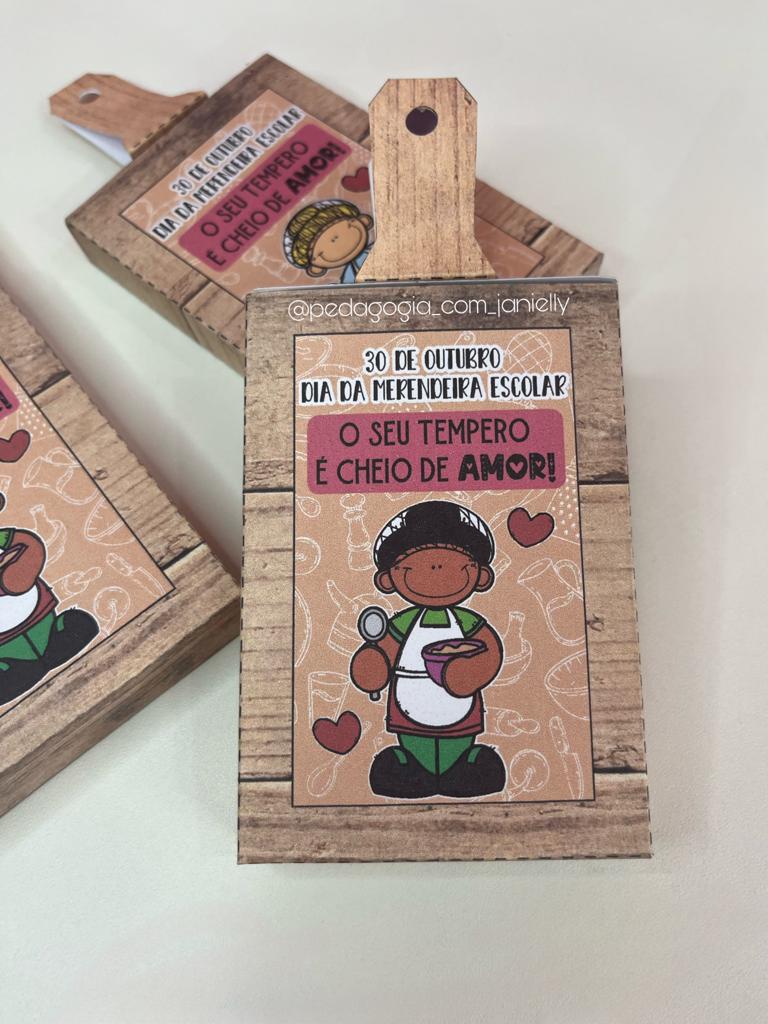 30 DE OUTUBRO
DIA DA MERENDEIRA ESCOLAR
O SEU TEMPERO
É CHEIO DE AMOR!
@pedagogia_com_janielly
30 DE OUTUBRO
DIA DA MERENDEIRA ESCOLAR
O SEU TEMPERO
É CHEIO DE AMOR!